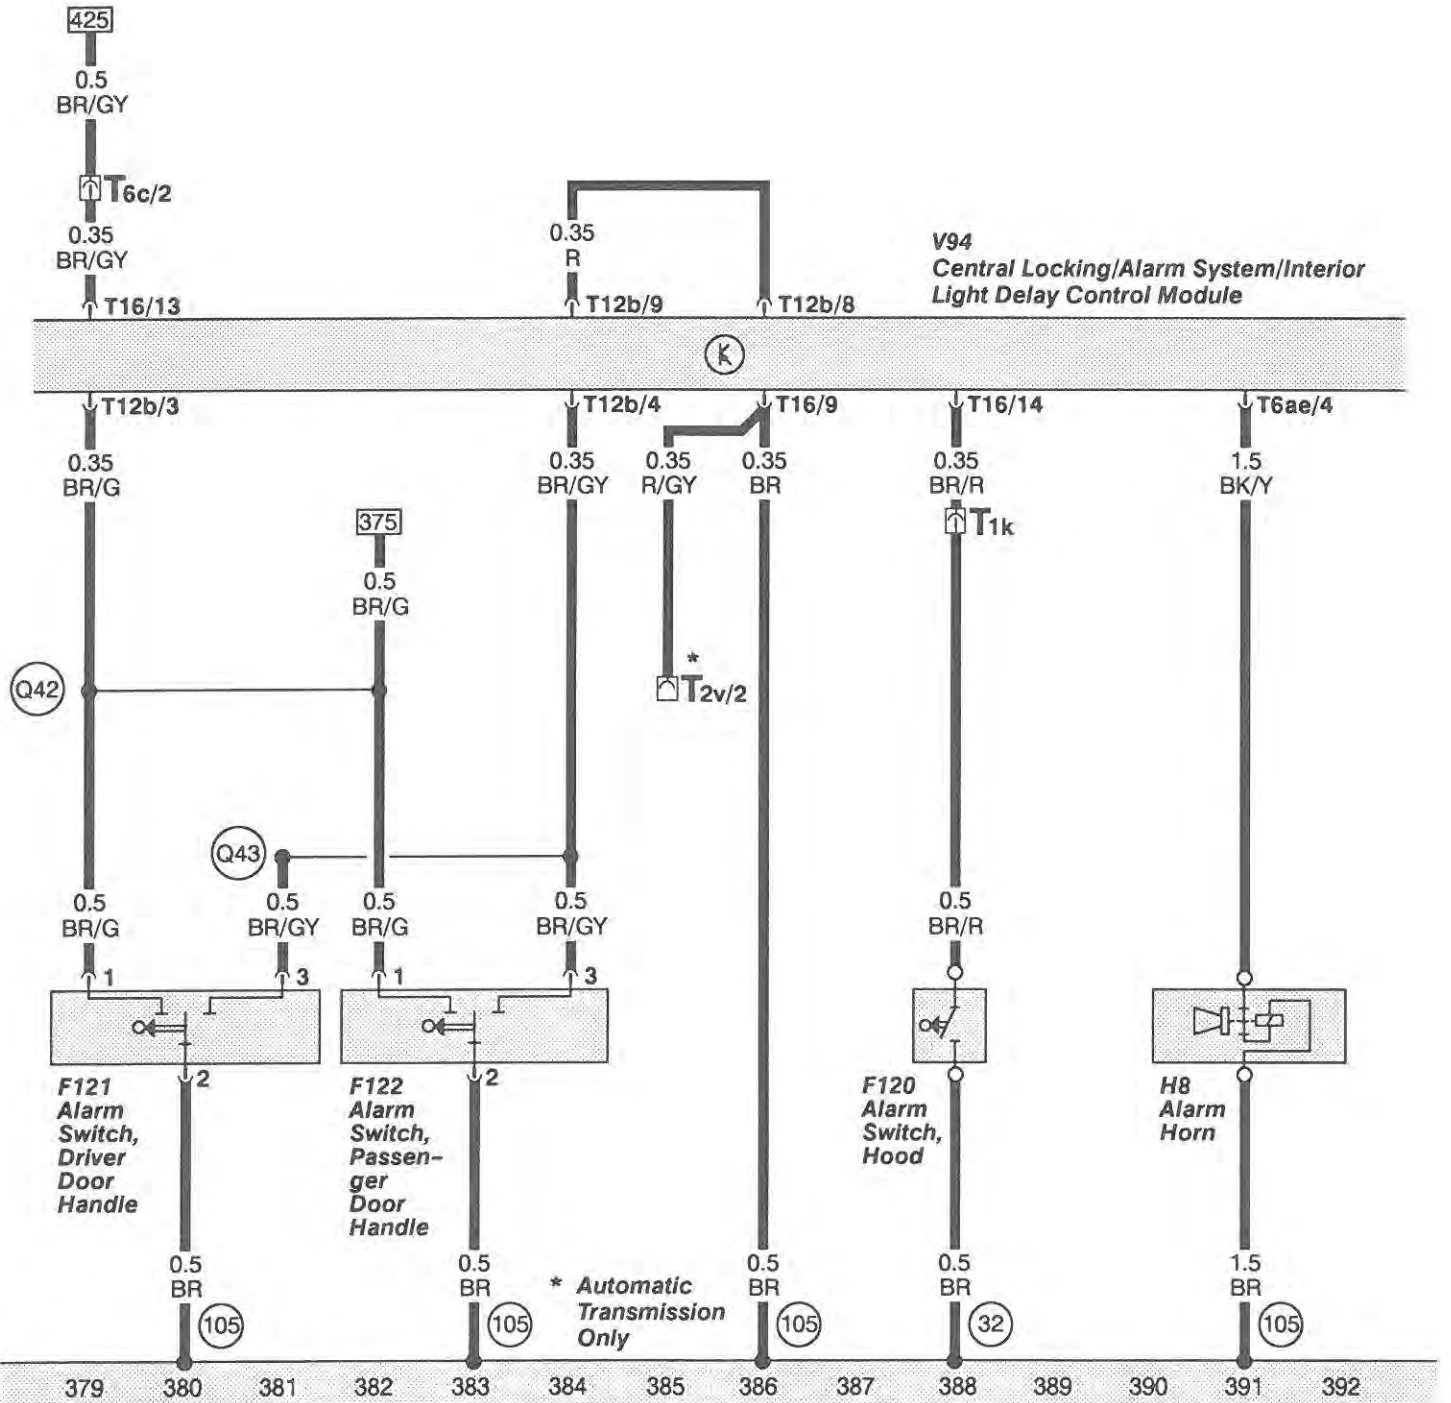 425
0.5
BR/GY
T6c/2
0.35
BR/GY
T16/13
0.35
R
T12b/9
T12b/8
V94
Central Locking/Alarm System/Interior
Light Delay Control Module
K
T12b/3
T12b/4
T16/9
T16/14
T6ae/4
0.35
BR/G
0.35
BR/GY
0.35
R/GY
0.35
BR
0.35
BR/R
1.5
BK/Y
375
T1k
0.5
BR/G
*
Q42
T2v/2
Q43
0.5
BR/G
0.5
BR/GY
0.5
BR/G
0.5
BR/GY
0.5
BR/R
1
3
1
3
2
2
F121
Alarm
Switch,
Driver
Door
Handle
F122
Alarm
Switch,
Passen-
ger
Door
Handle
F120
Alarm
Switch,
Hood
H8
Alarm
Horn
0.5
BR
0.5
BR
* Automatic
Transmission
Only
0.5
BR
0.5
BR
1.5
BR
105
105
105
32
105
379 380 381 382 383 384 385 386 387 388 389 390 391 392